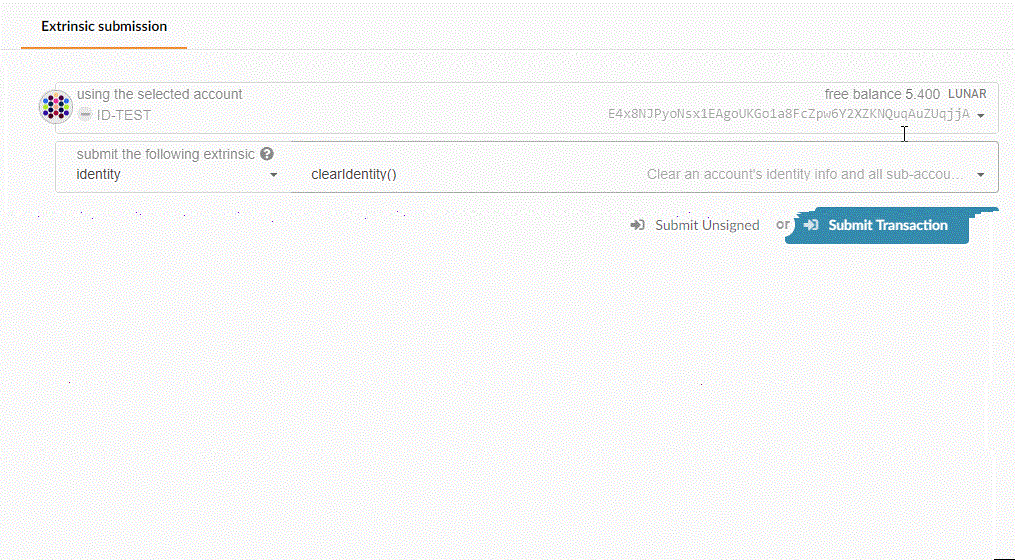 Extrinsic submission
using the selected account free balance 5.400 LUNAR
ID-TEST E4x8NJPyoNsx1EAgoUKGo1a8FcZpw6Y2XZKNQuqAuZUqjjA
submit the following extrinsic
identity clearIdentity() Clear an account's identity info and all sub-accou...
Submit Unsigned or Submit Transaction